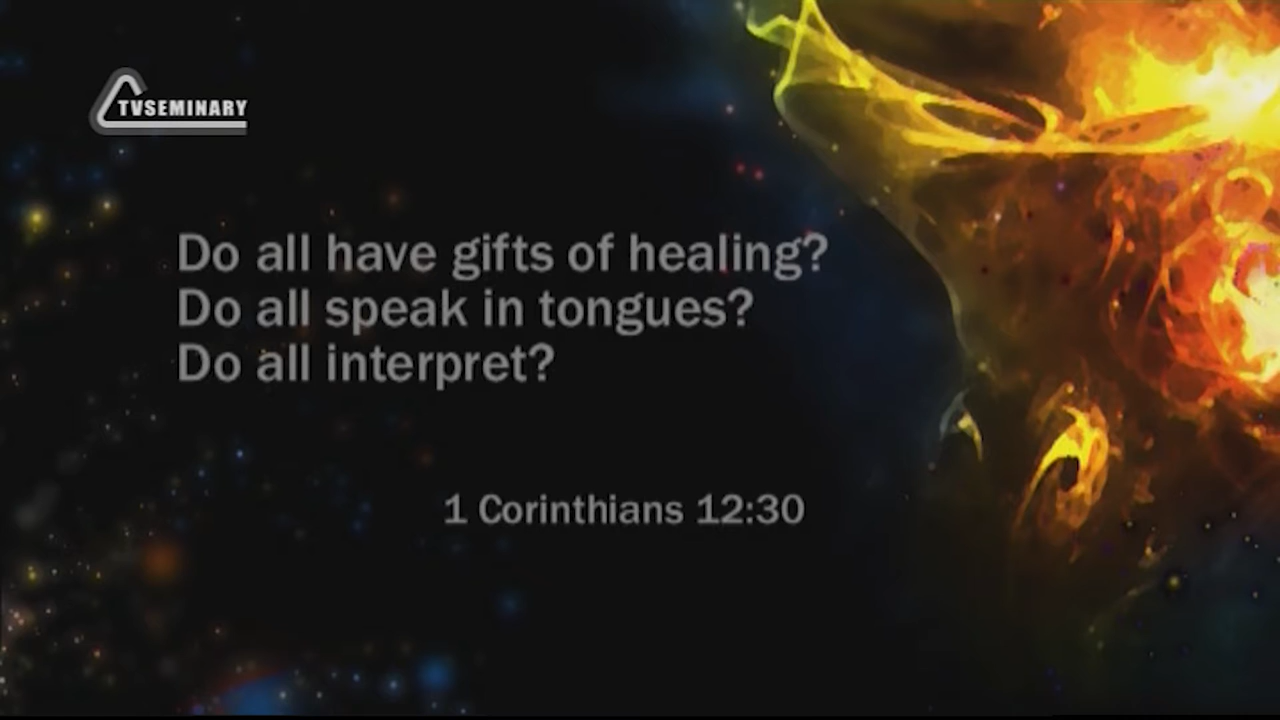 TVSEMINARY
Do all have gifts of healing?
Do all speak in tongues?
Do all interpret?
1 Corinthians 12:30